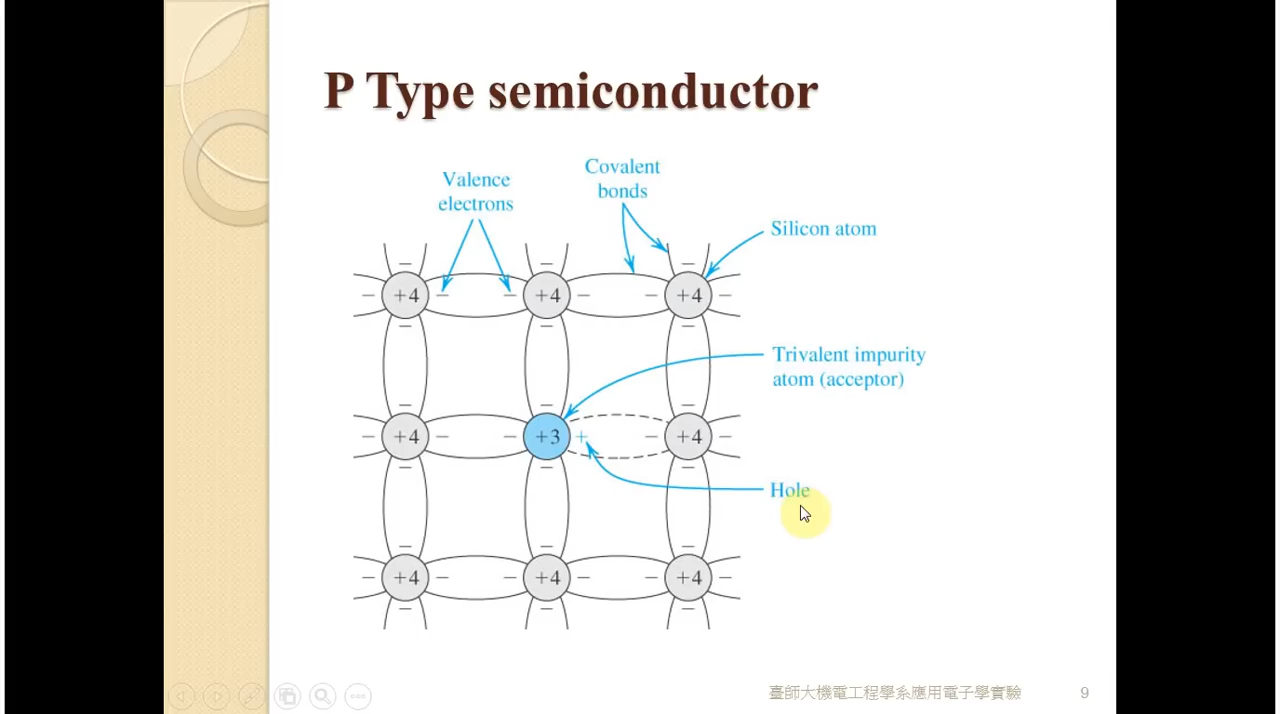 P Type semiconductor
Covalent
bonds
Valence
electrons
Silicon atom
− − −
− +4 − − +4 − − +4 −
− − −
Trivalent impurity
atom (acceptor)
− − −
− +4 − − +3 + − +4 −
− − −
Hole
− − −
− +4 − − +4 − − +4 −
− − −
臺師大機電工程學系應用電子學實驗
9